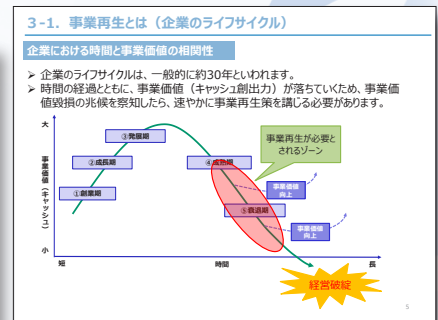 3-1. 事業再生とは（企業のライフサイクル）
企業における時間と事業価値の相関性
➢ 企業のライフサイクルは、一般的に約30年といわれます。
➢ 時間の経過とともに、事業価値（キャッシュ創出力）が落ちていくため、事業価
値毀損の兆候を察知したら、速やかに事業再生策を講じる必要があります。
大
事業価値（キャッシュ）
小
③発展期
②成長期
①創業期
④成熟期
⑤衰退期
事業再生が必要と
されるゾーン
事業価値
向上
事業価値
向上
短
時間
長
経営破綻
5